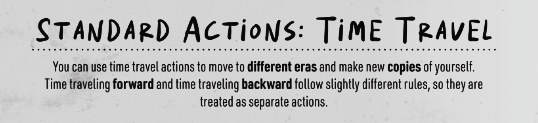 STANDARD ACTIONS: TIME TRAVEL
You can use time travel actions to move to different eras and make new copies of yourself.
Time traveling forward and time traveling backward follow slightly different rules, so they are
treated as separate actions.